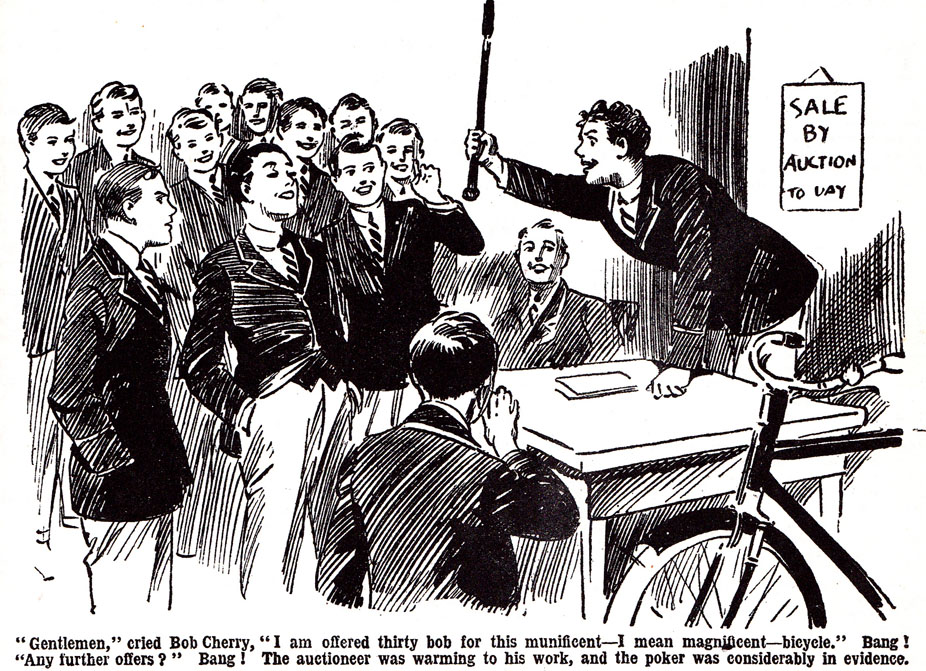 SALE
BY
AUCTION
TO DAY
"Gentlemen," cried Bob Cherry, "I am offered thirty bob for this munificent—I mean magnificent—bicycle." Bang!
"Any further offers?" Bang! The auctioneer was warming to his work, and the poker was considerably in evidence.